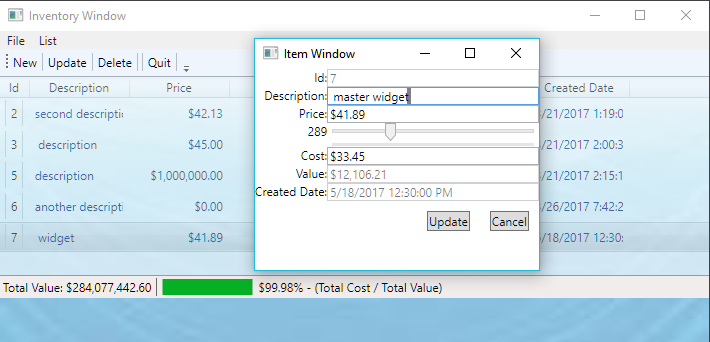 Inventory Window
File List
New Update Delete Quit
Id Description Price Created Date
2 second descripti $42.13 /21/2017 1:19:0
3 description $45.00 /21/2017 2:00:3
5 description $1,000,000.00 /21/2017 2:15:1
6 another descripti $0.00 /26/2017 7:42:2
7 widget $41.89 /18/2017 12:30:
Total Value: $284,077,442.60 $99.98% - (Total Cost / Total Value)
Item Window
Id: 7
Description: master widget
Price: $41.89
289
Cost: $33.45
Value: $12,106.21
Created Date: 5/18/2017 12:30:00 PM
Update Cancel